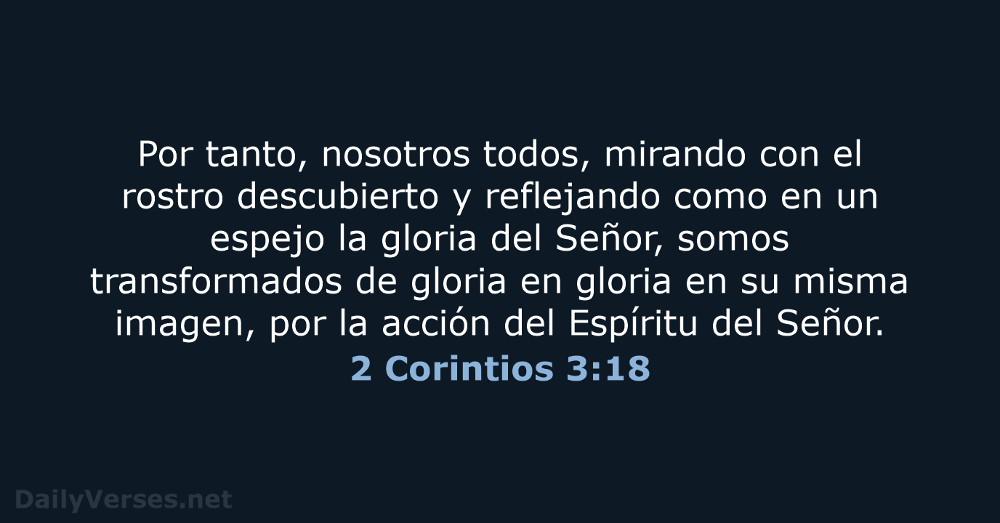 Por tanto, nosotros todos, mirando con el
rostro descubierto y reflejando como en un
espejo la gloria del Señor, somos
transformados de gloria en gloria en su misma
imagen, por la acción del Espíritu del Señor.
2 Corintios 3:18
DailyVerses.net